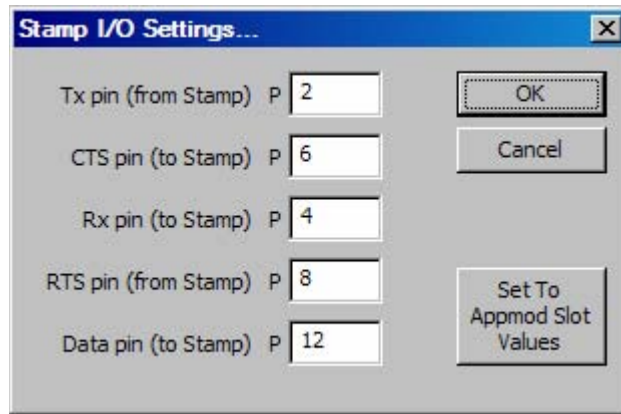 Stamp I/O Settings...
Tx pin (from Stamp) P 2
OK
CTS pin (to Stamp) P 6
Cancel
Rx pin (to Stamp) P 4
RTS pin (from Stamp) P 8
Set To
Appmod Slot
Values
Data pin (to Stamp) P 12